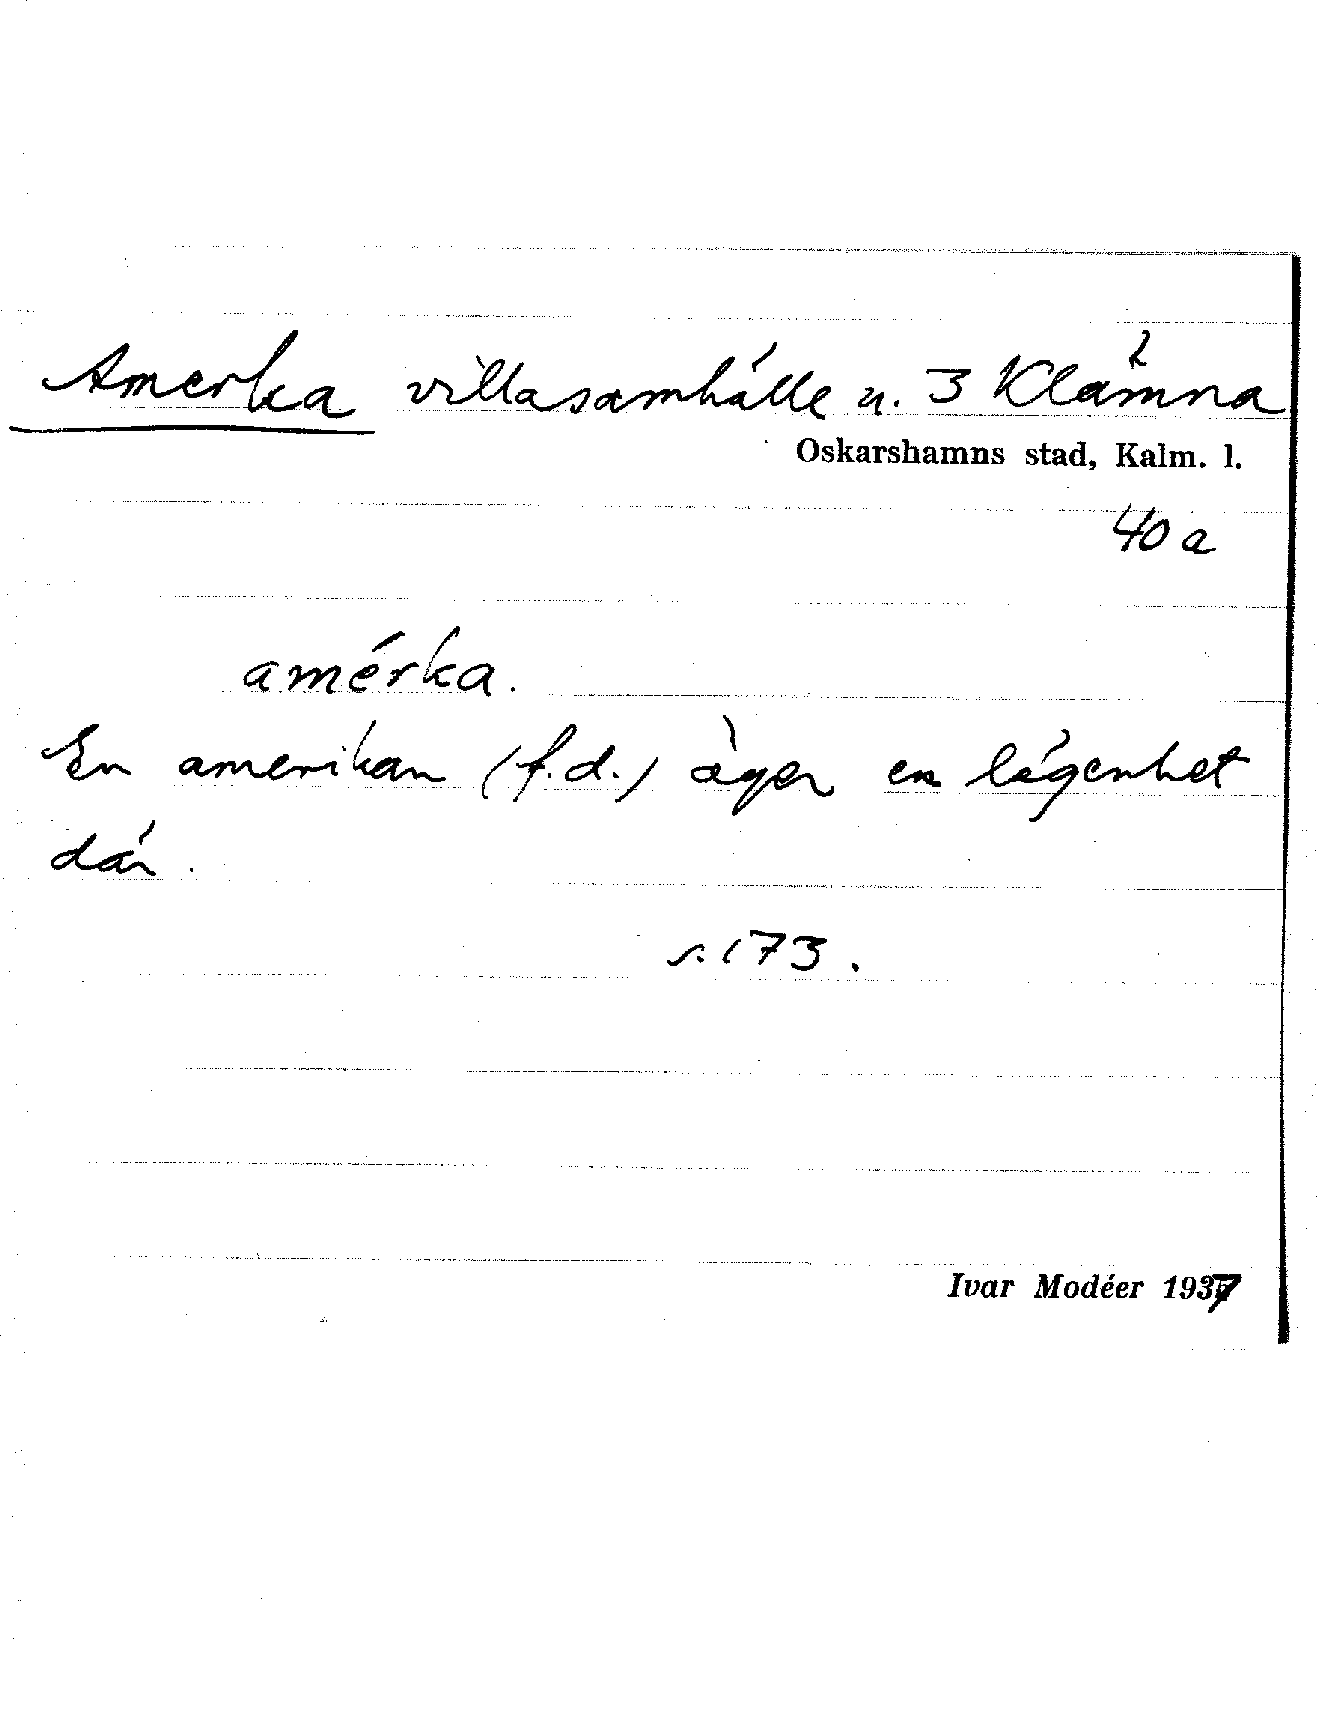 Amerka villasamhälle u. 3 Klämna
Oskarshamns stad, Kalm. l.
40 a
amérka.
En amerikan (f.d.) äger en lägenhet
där.
s. 173.
Ivar Modéer 1937